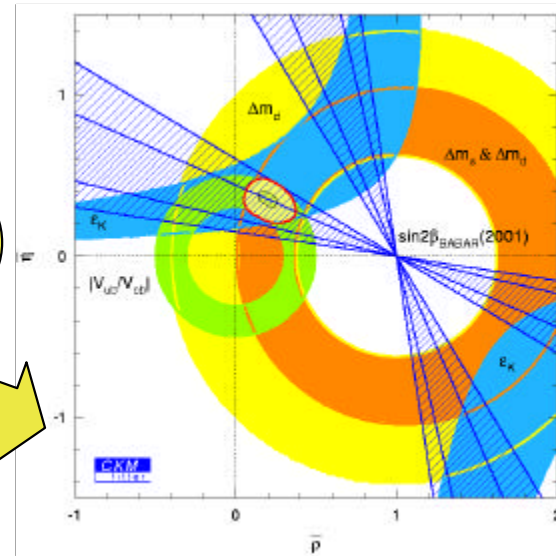 1
Δm_d
Δm_s & Δm_d
ε_K
sin2β_BABAR(2001)
η
0
|V_ub/V_cb|
ε_K
-1
CKM
fitter
-1 0 1 2
ρ̅